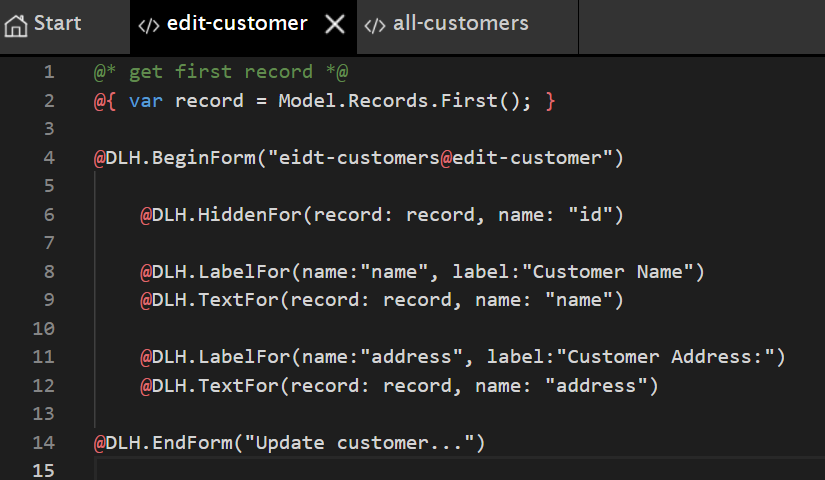 Start </> edit-customer X </> all-customers
1 @* get first record *@
2 @{ var record = Model.Records.First(); }
3
4 @DLH.BeginForm("eidt-customers@edit-customer")
5
6 @DLH.HiddenFor(record: record, name: "id")
7
8 @DLH.LabelFor(name:"name", label:"Customer Name")
9 @DLH.TextFor(record: record, name: "name")
10
11 @DLH.LabelFor(name:"address", label:"Customer Address:")
12 @DLH.TextFor(record: record, name: "address")
13
14 @DLH.EndForm("Update customer...")
15